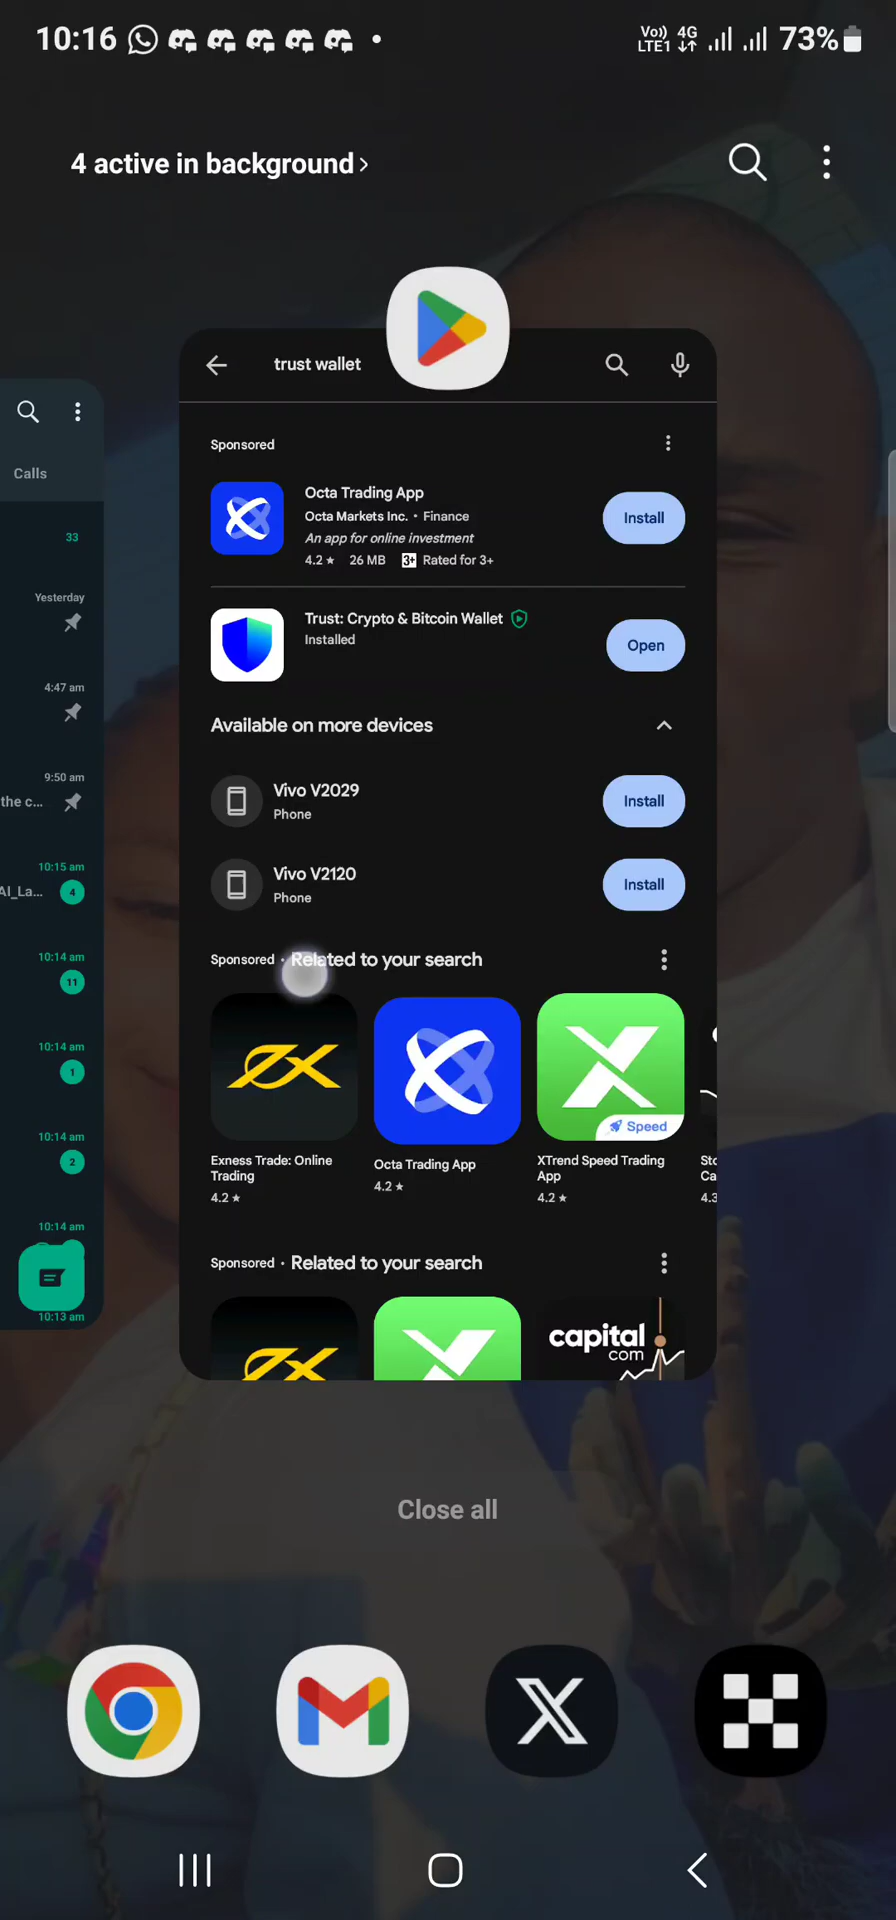 10:16
Vo)) LTE1 4G 73%
4 active in background
trust wallet
Calls
33
Yesterday
4:47 am
9:50 am
the c...
10:15 am
AI_La...
4
10:14 am
11
10:14 am
1
10:14 am
2
10:14 am
10:13 am
Sponsored
Octa Trading App
Octa Markets Inc. • Finance
An app for online investment
4.2 ★ 26 MB 3+ Rated for 3+
Install
Trust: Crypto & Bitcoin Wallet
Installed
Open
Available on more devices
Vivo V2029
Phone
Install
Vivo V2120
Phone
Install
Sponsored · Related to your search
Speed
Exness Trade: Online
Trading
4.2 ★
Octa Trading App
4.2 ★
XTrend Speed Trading
App
4.2 ★
Sto
Ca
4.3
Sponsored · Related to your search
capital
com
Close all